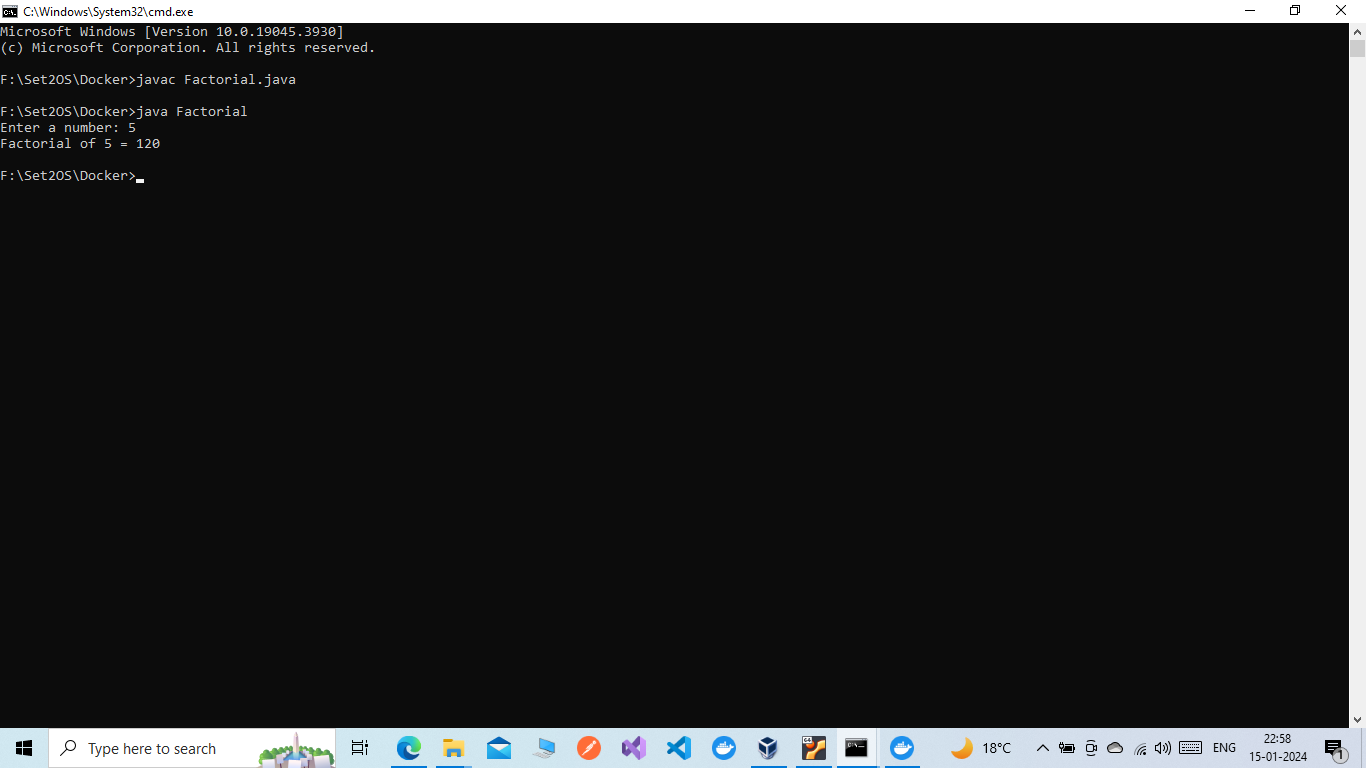 C:\Windows\System32\cmd.exe
Microsoft Windows [Version 10.0.19045.3930]
(c) Microsoft Corporation. All rights reserved.
F:\Set2OS\Docker>javac Factorial.java
F:\Set2OS\Docker>java Factorial
Enter a number: 5
Factorial of 5 = 120
F:\Set2OS\Docker>
Type here to search
18°C
ENG
22:58
15-01-2024
1